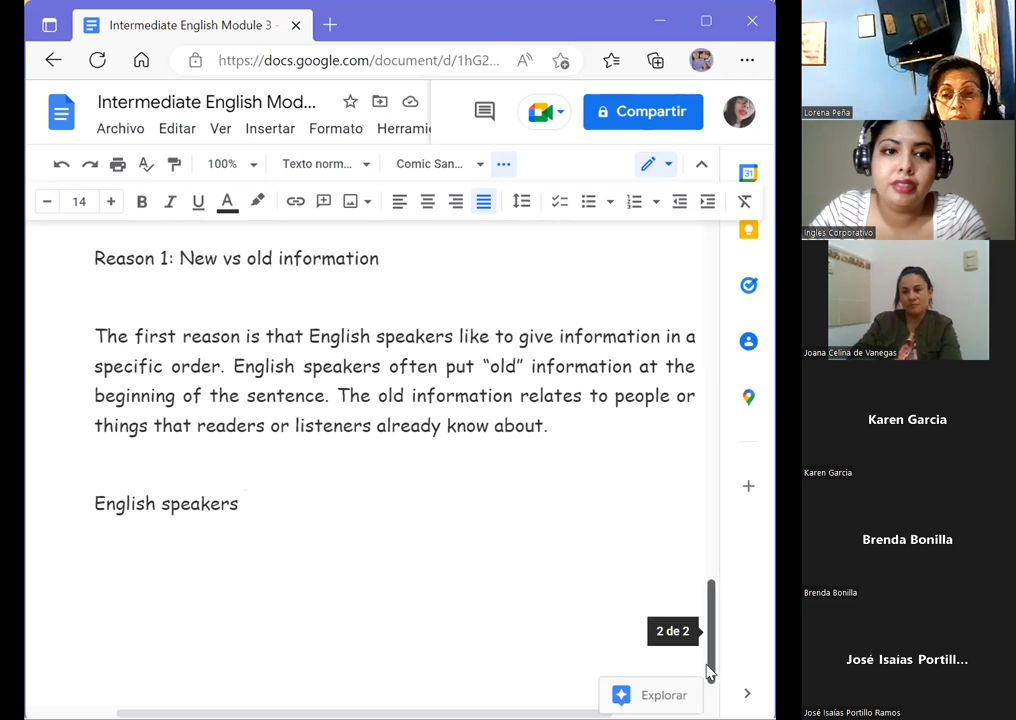 Intermediate English Module 3 -
https://docs.google.com/document/d/1hG2...
Intermediate English Mod...
Archivo Editar Ver Insertar Formato Herrami
Compartir
100% Texto norm... Comic San...
14 B I U A
31
Reason 1: New vs old information
The first reason is that English speakers like to give information in a
specific order. English speakers often put “old” information at the
beginning of the sentence. The old information relates to people or
things that readers or listeners already know about.
English speakers
2 de 2
Explorar
Lorena Peña
Ingles Corporativo
Joana Celina de Vanegas
Karen Garcia
Karen Garcia
Brenda Bonilla
Brenda Bonilla
José Isaías Portill...
José Isaías Portillo Ramos